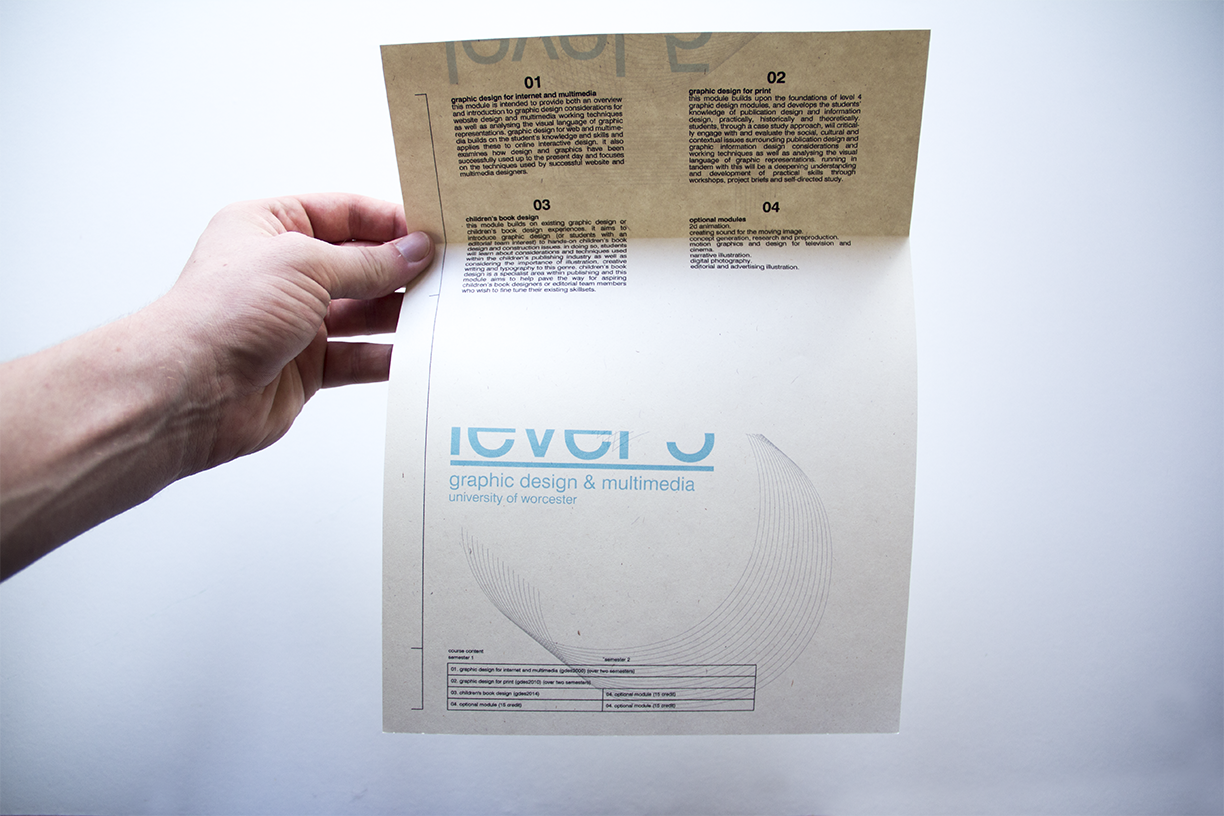 01
graphic design for internet and multimedia
this module is intended to provide both an overview
and introduction to graphic design considerations for
website design and multimedia working techniques
as well as analysing the visual language of graphic
representations. graphic design for web and multime-
dia builds on the student's knowledge and skills and
applies these to online interactive design. it also
examines how design and graphics have been
successfully used up to the present day and focuses
on the techniques used by successful website and
multimedia designers.
02
graphic design for print
this module builds upon the foundations of level 4
graphic design modules, and develops the students'
knowledge of publication design and information
design, practically, historically and theoretically.
students, through a case study approach, will critical-
ly engage with and evaluate the social, cultural and
contextual issues surrounding publication design and
graphic information design considerations and
working techniques as well as analysing the visual
language of graphic representations. running in
tandem with this will be a deepening understanding
and development of practical skills through
workshops, project briefs and self-directed study.
03
children's book design
this module builds on existing graphic design or
children's book design experiences. it aims to
introduce graphic design (or students with an
editorial team interest) to hands-on children's book
design and construction issues. in doing so, students
will learn about considerations and techniques used
within the children's publishing industry as well as
considering the importance of illustration, creative
writing and typography to this genre. children's book
design is a specialist area within publishing and this
module aims to help pave the way for aspiring
children's book designers or editorial team members
who wish to fine tune their existing skillsets.
04
optional modules
2d animation.
creating sound for the moving image.
concept generation, research and preproduction.
motion graphics and design for television and
cinema.
narrative illustration.
digital photography.
editorial and advertising illustration.
level 5
graphic design & multimedia
university of worcester
course content
semester 1
semester 2
01. graphic design for internet and multimedia (gdes2000) (over two semesters)
02. graphic design for print (gdes2010) (over two semesters)
03. children's book design (gdes2014)
04. optional module (15 credit)
04. optional module (15 credit)
04. optional module (15 credit)